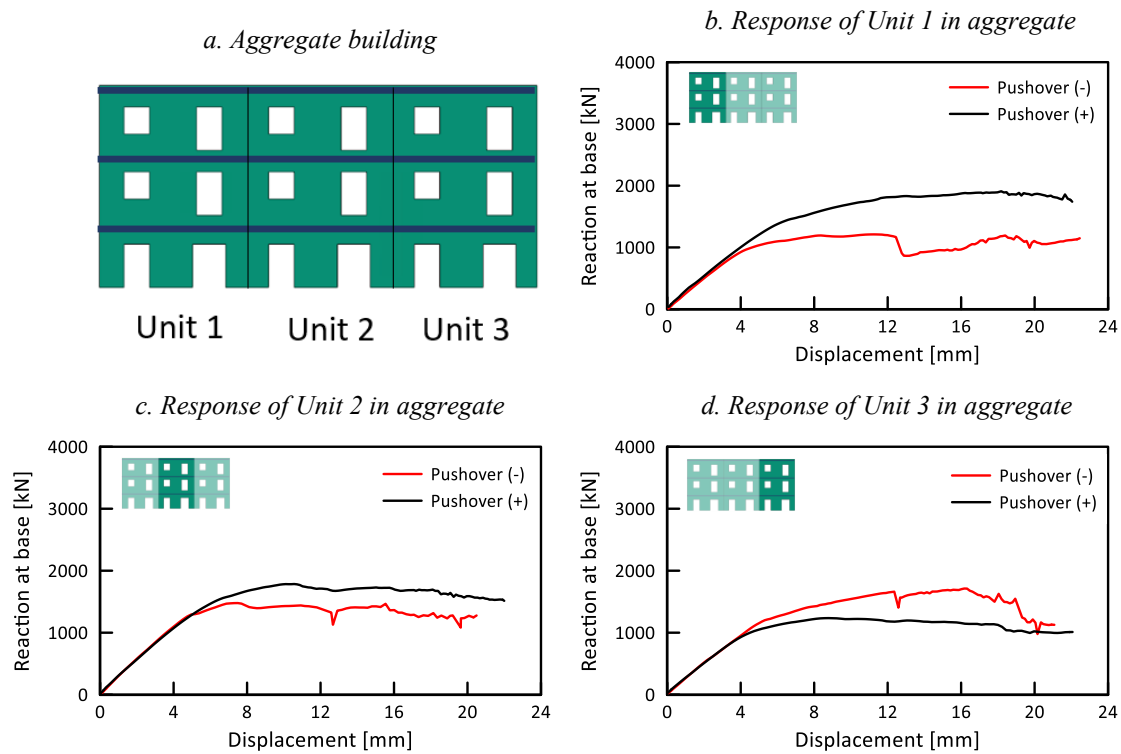 a. Aggregate building
Unit 1
Unit 2
Unit 3
b. Response of Unit 1 in aggregate
Reaction at base [kN]
4000
3000
2000
1000
0
Pushover (-)
Pushover (+)
0 4 8 12 16 20 24
Displacement [mm]
c. Response of Unit 2 in aggregate
Reaction at base [kN]
4000
3000
2000
1000
0
Pushover (-)
Pushover (+)
0 4 8 12 16 20 24
Displacement [mm]
d. Response of Unit 3 in aggregate
Reaction at base [kN]
4000
3000
2000
1000
0
Pushover (-)
Pushover (+)
0 4 8 12 16 20 24
Displacement [mm]